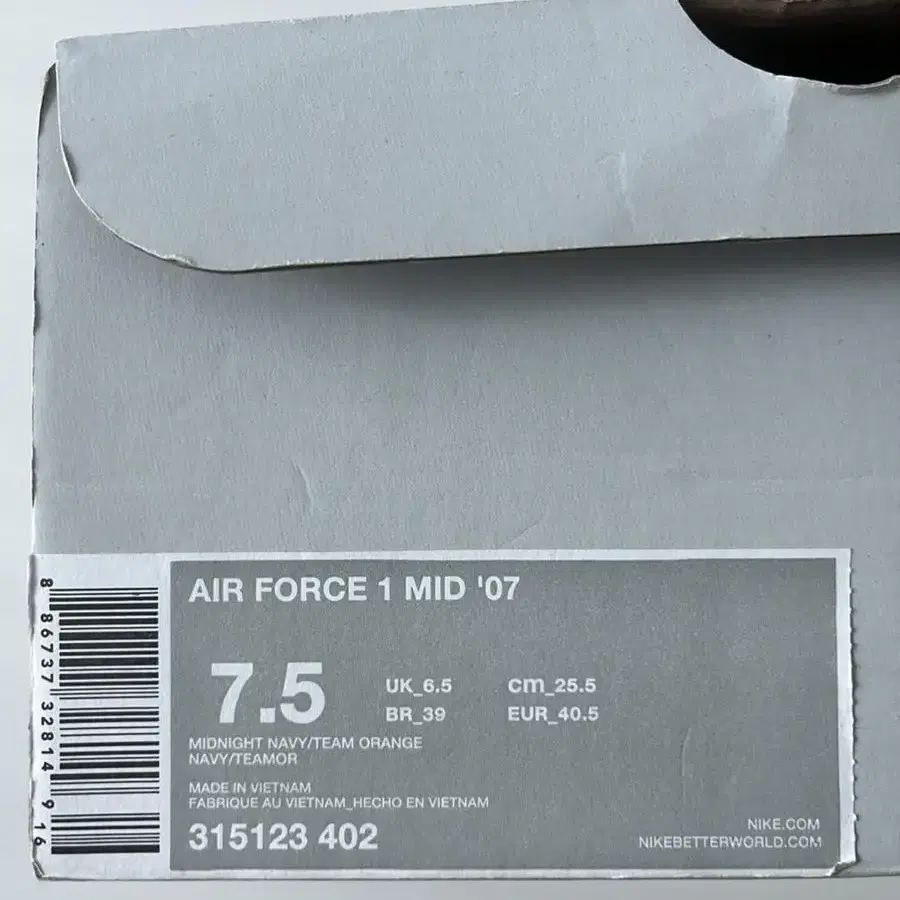 AIR FORCE 1 MID '07
7.5
UK_6.5 cm_25.5
BR_39 EUR_40.5
MIDNIGHT NAVY/TEAM ORANGE
NAVY/TEAMOR
MADE IN VIETNAM
FABRIQUE AU VIETNAM_HECHO EN VIETNAM
315123 402
NIKE.COM
NIKEBETTERWORLD.COM
8 86737 32814 9 16